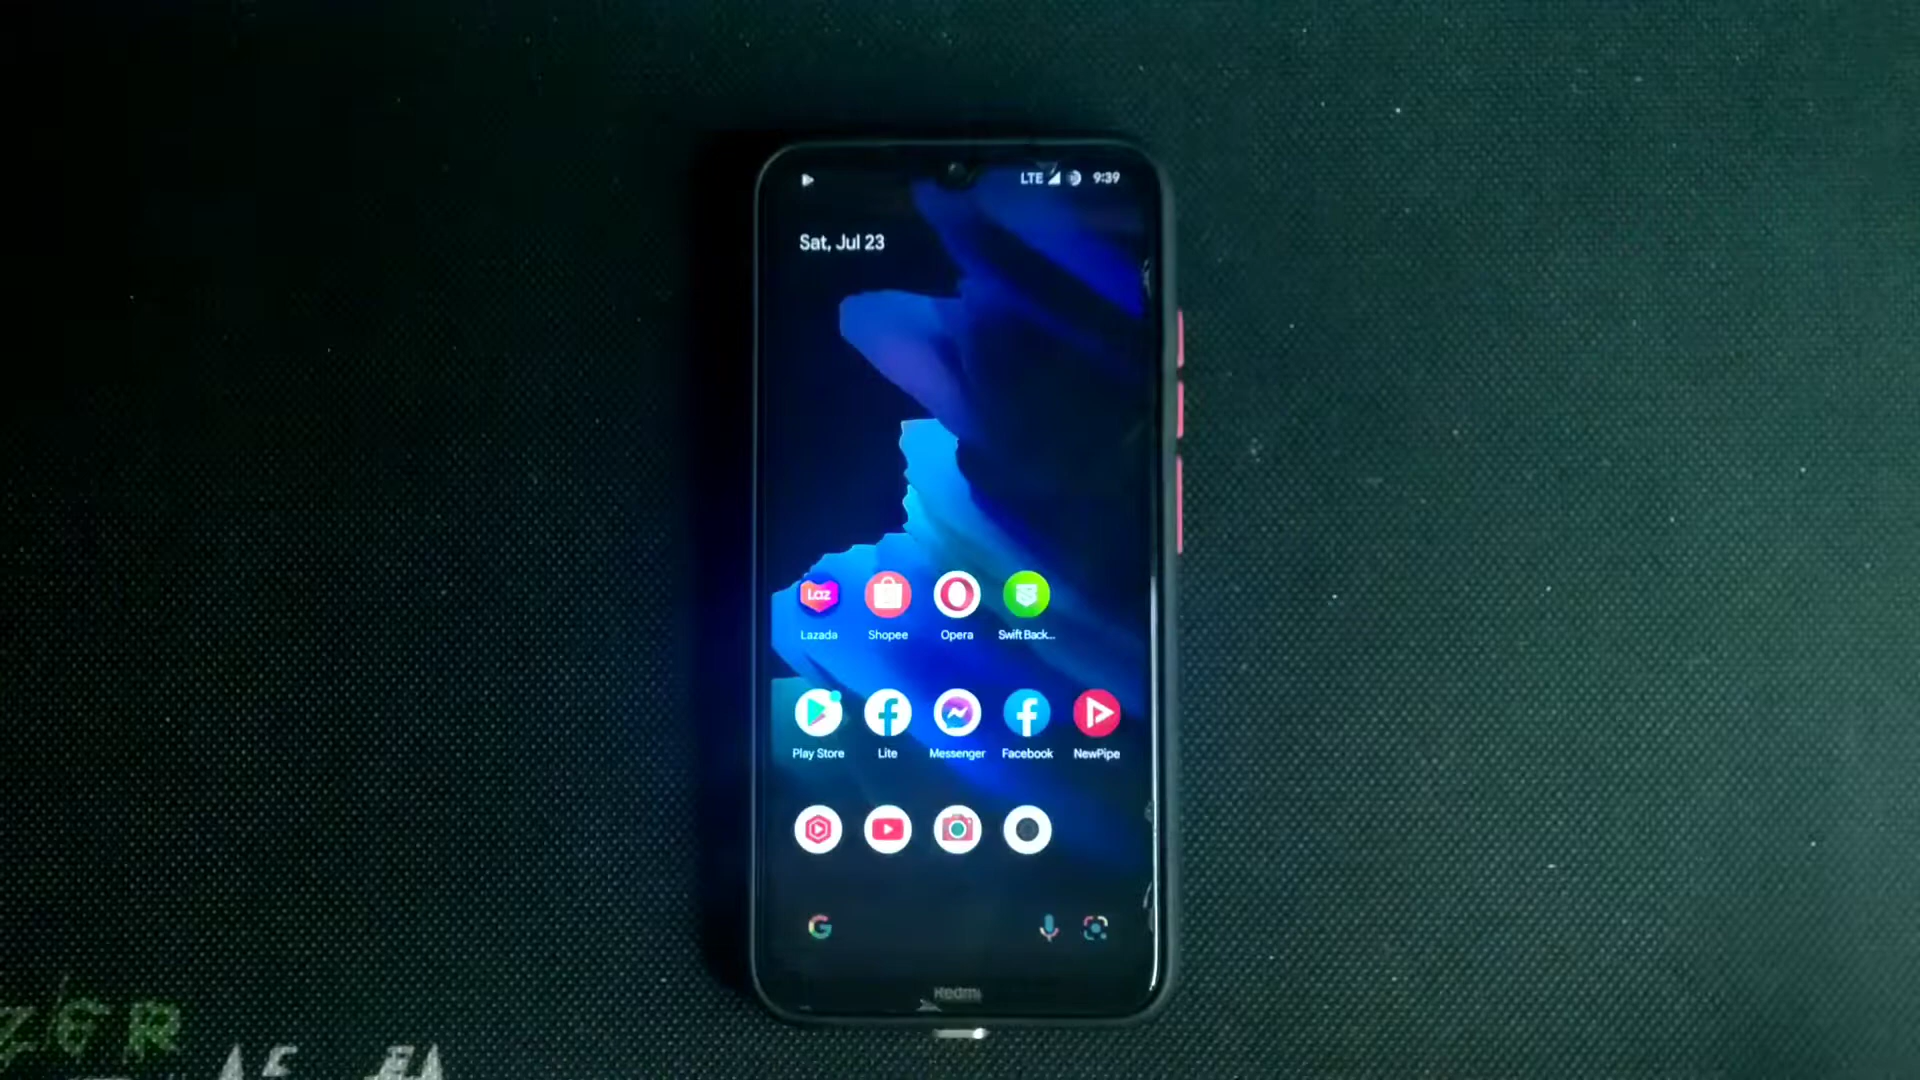 LTE 9:39
Sat, Jul 23
Laz
Lazada Shopee Opera Swift Back...
Play Store Lite Messenger Facebook NewPipe
G
Redmi